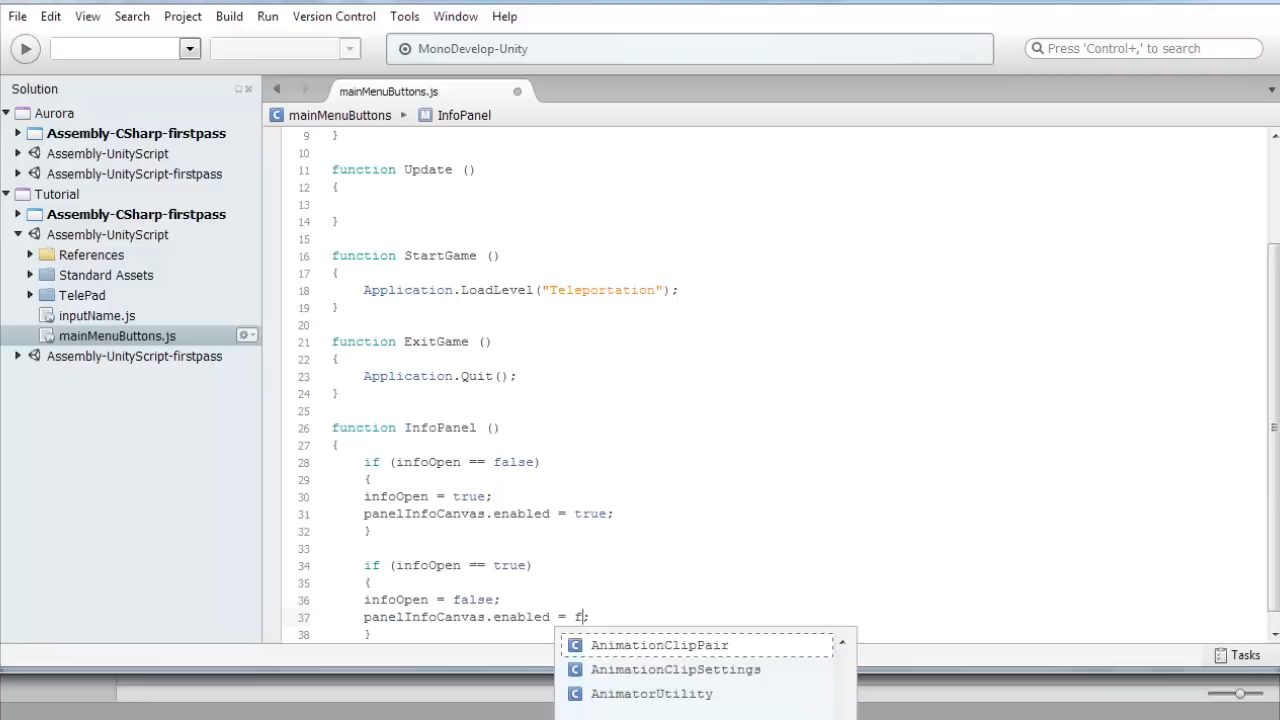 File Edit View Search Project Build Run Version Control Tools Window Help
MonoDevelop-Unity
Press 'Control+,' to search
Solution
mainMenuButtons.js
Aurora
mainMenuButtons
InfoPanel
Assembly-CSharp-firstpass
Assembly-UnityScript
Assembly-UnityScript-firstpass
Tutorial
Assembly-CSharp-firstpass
Assembly-UnityScript
References
Standard Assets
TelePad
inputName.js
mainMenuButtons.js
Assembly-UnityScript-firstpass
9 }
10
11 function Update ()
12 {
13
14 }
15
16 function StartGame ()
17 {
18 Application.LoadLevel("Teleportation");
19 }
20
21 function ExitGame ()
22 {
23 Application.Quit();
24 }
25
26 function InfoPanel ()
27 {
28 if (infoOpen == false)
29 {
30 infoOpen = true;
31 panelInfoCanvas.enabled = true;
32 }
33
34 if (infoOpen == true)
35 {
36 infoOpen = false;
37 panelInfoCanvas.enabled = f;
38 }
AnimationClipPair
AnimationClipSettings
AnimatorUtility
Tasks